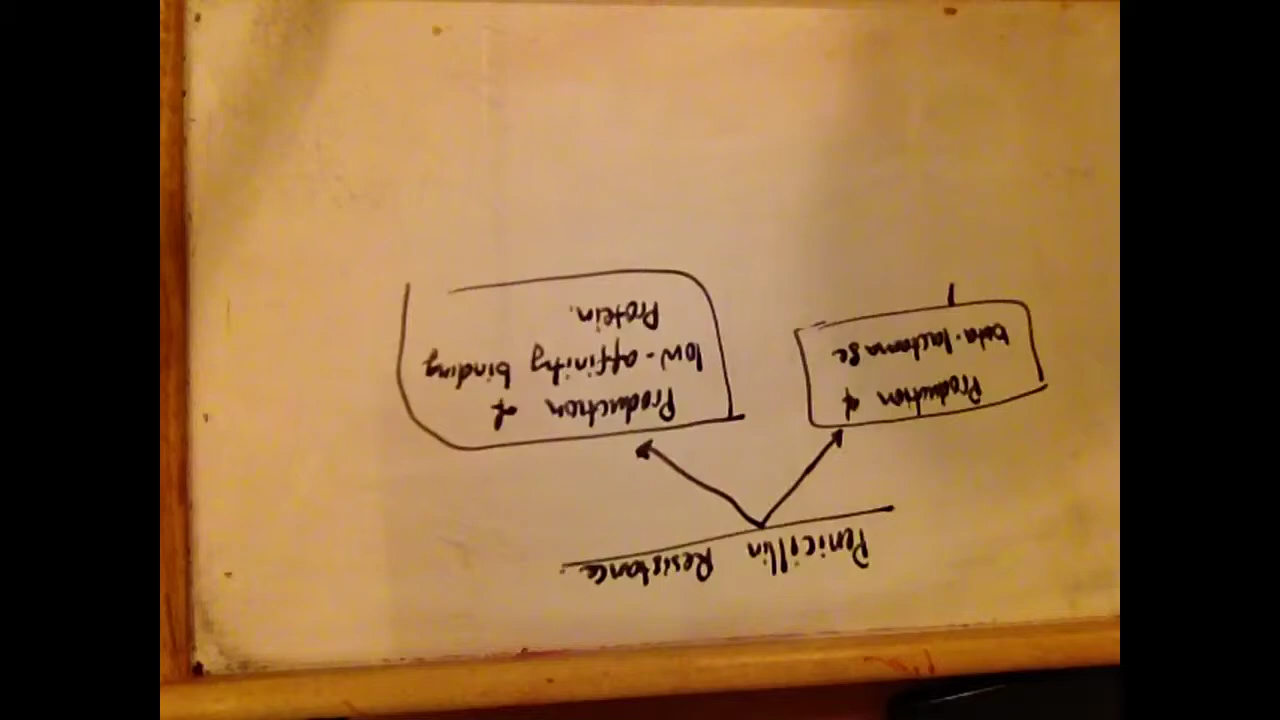 Penicillin Resistance
Production of
beta-lactamase
Production of
low-affinity binding
Protein.